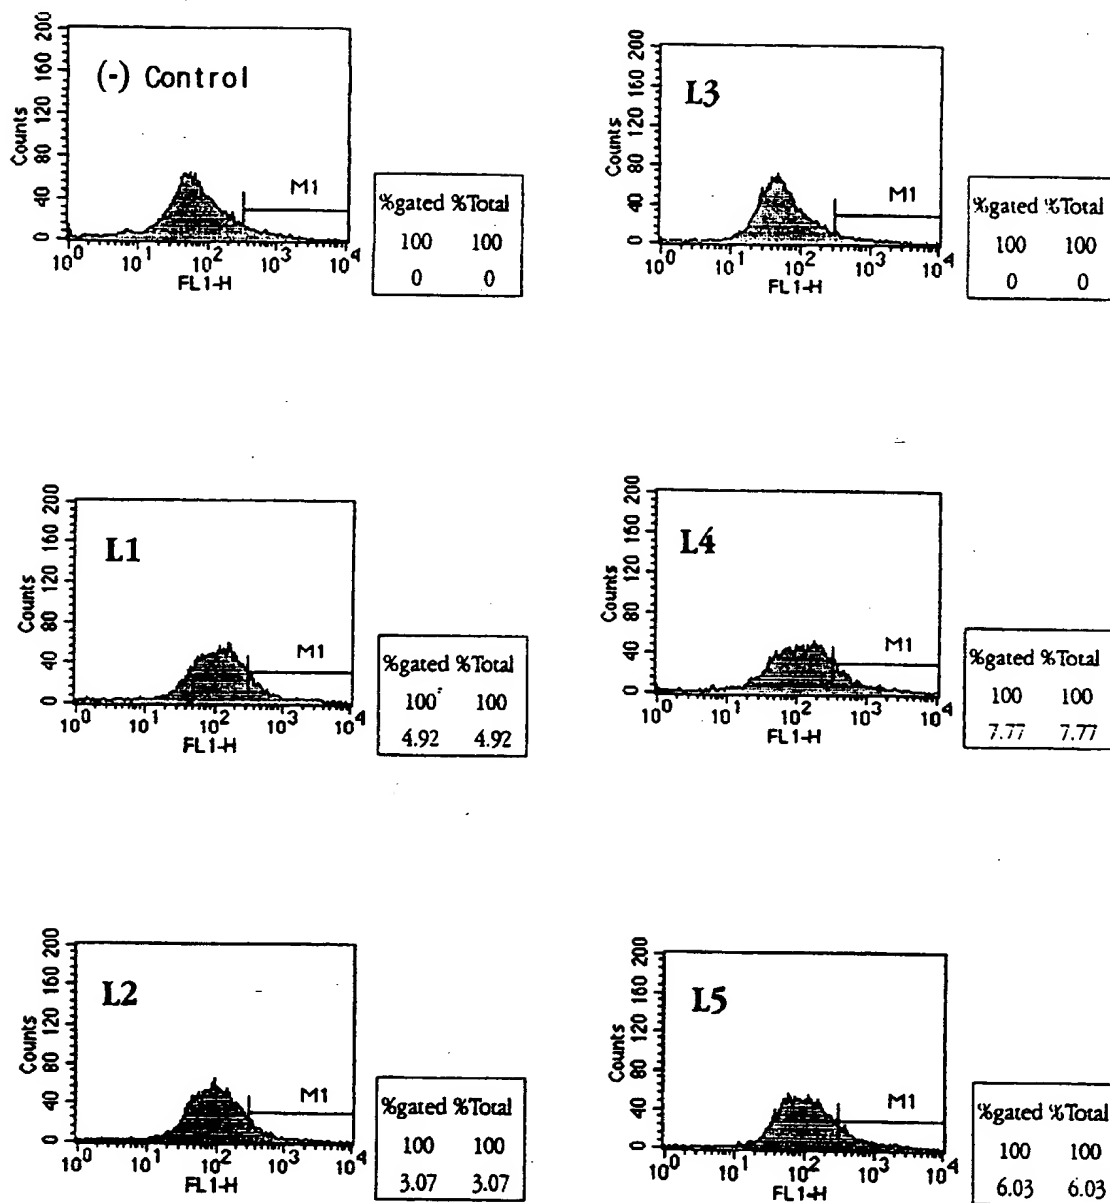 (-) Control
M1
Counts
200
160
120
80
40
0
10^0 10^1 10^2 10^3 10^4
FL1-H
%gated %Total
100 100
0 0
L3
M1
Counts
200
160
120
80
40
0
10^0 10^1 10^2 10^3 10^4
FL1-H
%gated %Total
100 100
0 0
L1
M1
Counts
200
160
120
80
40
0
10^0 10^1 10^2 10^3 10^4
FL1-H
%gated %Total
100 100
4.92 4.92
L4
M1
Counts
200
160
120
80
40
0
10^0 10^1 10^2 10^3 10^4
FL1-H
%gated %Total
100 100
7.77 7.77
L2
M1
Counts
200
160
120
80
40
0
10^0 10^1 10^2 10^3 10^4
FL1-H
%gated %Total
100 100
3.07 3.07
L5
M1
Counts
200
160
120
80
40
0
10^0 10^1 10^2 10^3 10^4
FL1-H
%gated %Total
100 100
6.03 6.03